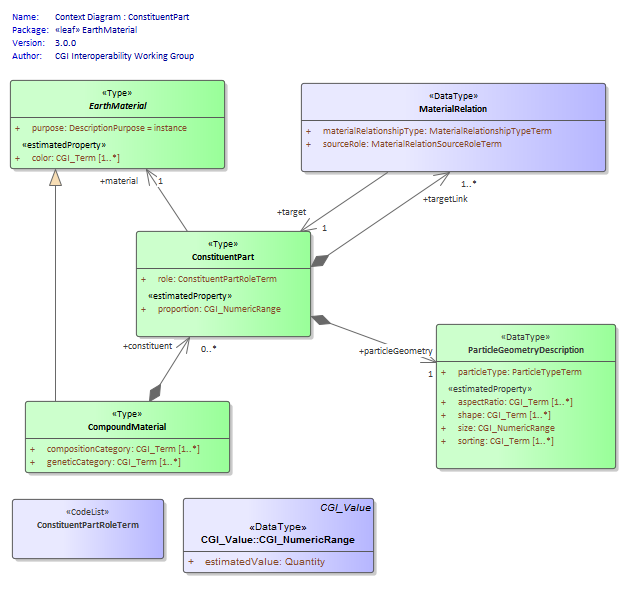 Name: Context Diagram : ConstituentPart
Package: «leaf» EarthMaterial
Version: 3.0.0
Author: CGI Interoperability Working Group
«Type»
EarthMaterial
+ purpose: DescriptionPurpose = instance
«estimatedProperty»
+ color: CGI_Term [1..*]
«DataType»
MaterialRelation
+ materialRelationshipType: MaterialRelationshipTypeTerm
+ sourceRole: MaterialRelationSourceRoleTerm
+material 1
1..*
+targetLink
+target
1
«Type»
ConstituentPart
+ role: ConstituentPartRoleTerm
«estimatedProperty»
+ proportion: CGI_NumericRange
+constituent
0..*
+particleGeometry
1
«DataType»
ParticleGeometryDescription
+ particleType: ParticleTypeTerm
«estimatedProperty»
+ aspectRatio: CGI_Term [1..*]
+ shape: CGI_Term [1..*]
+ size: CGI_NumericRange
+ sorting: CGI_Term [1..*]
«Type»
CompoundMaterial
+ compositionCategory: CGI_Term [1..*]
+ geneticCategory: CGI_Term [1..*]
«CodeList»
ConstituentPartRoleTerm
CGI_Value
«DataType»
CGI_Value::CGI_NumericRange
+ estimatedValue: Quantity